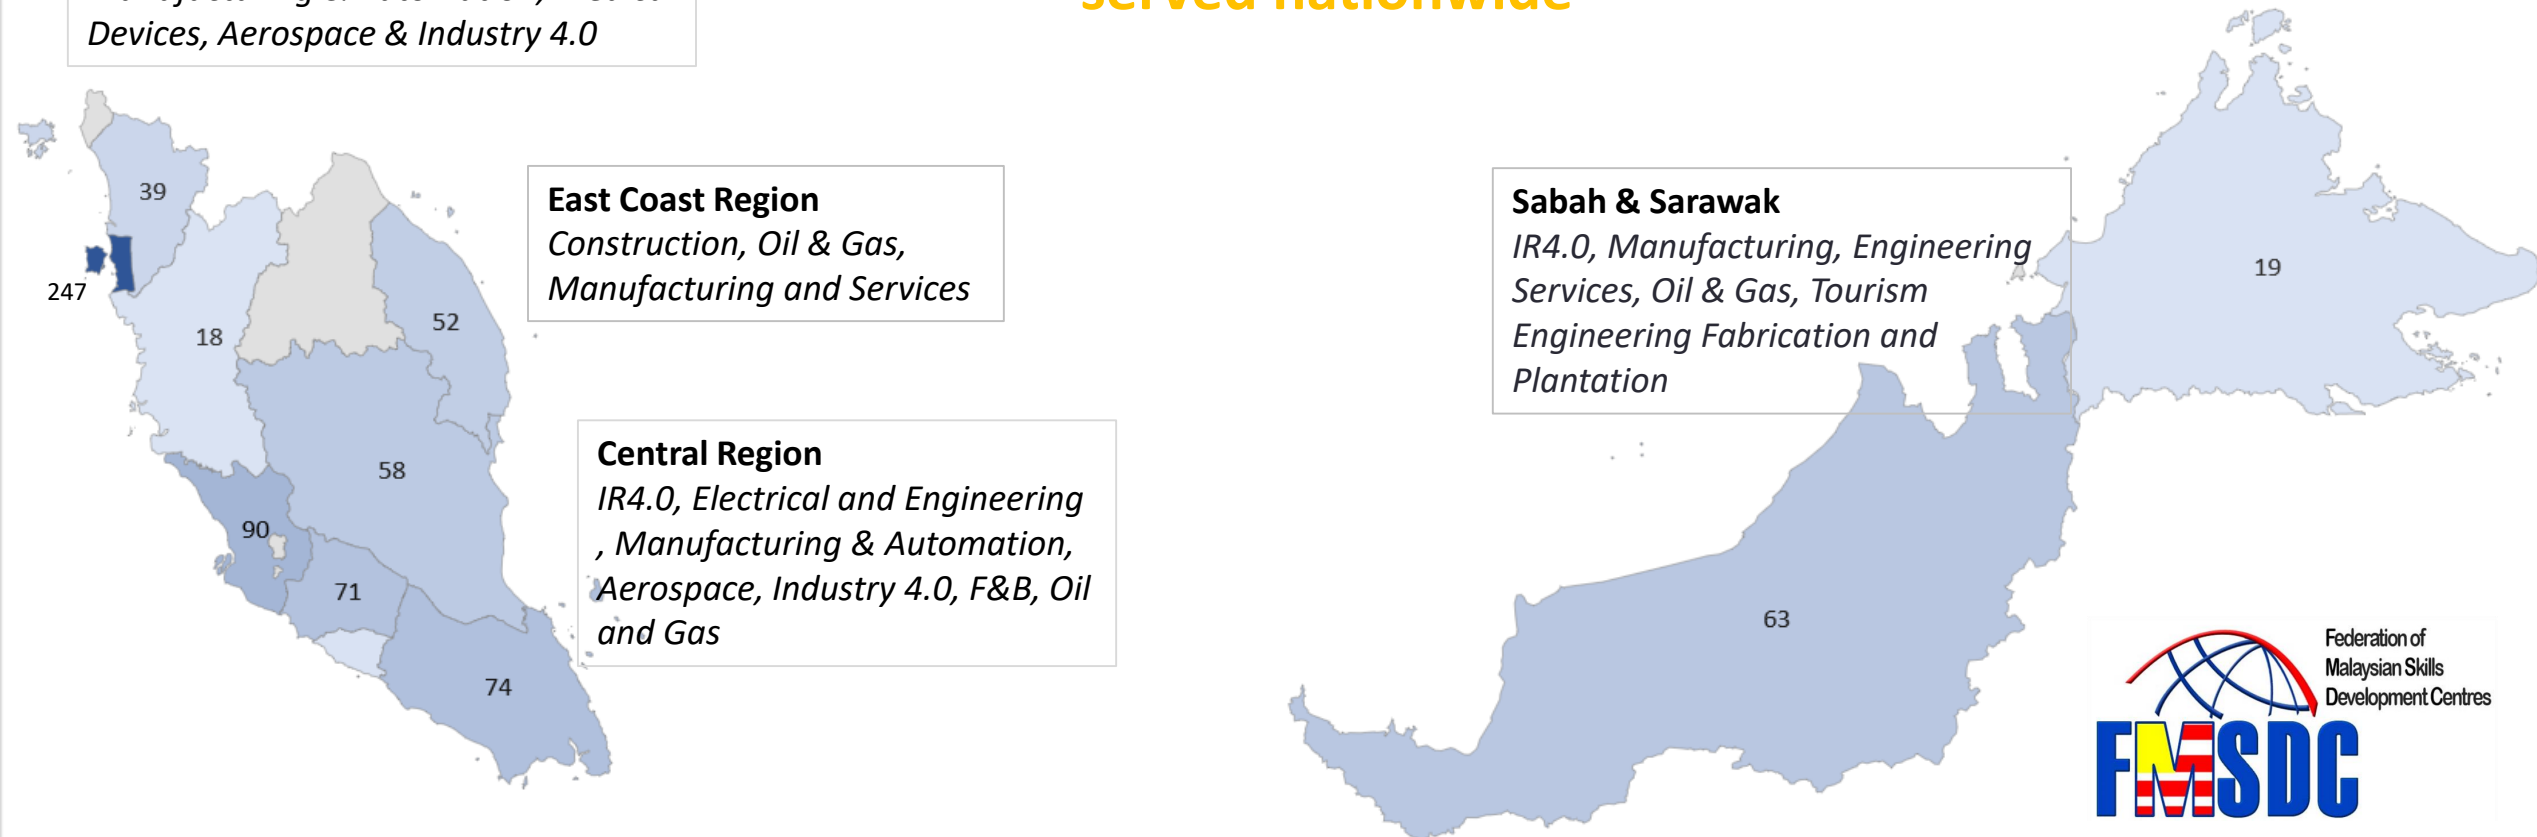 Devices, Aerospace & Industry 4.0
served nationwide
39
247
18
52
58
90
71
74
East Coast Region
Construction, Oil & Gas,
Manufacturing and Services
Central Region
IR4.0, Electrical and Engineering
, Manufacturing & Automation,
Aerospace, Industry 4.0, F&B, Oil
and Gas
Sabah & Sarawak
IR4.0, Manufacturing, Engineering
Services, Oil & Gas, Tourism
Engineering Fabrication and
Plantation
19
63
Federation of
Malaysian Skills
Development Centres
FMSDC